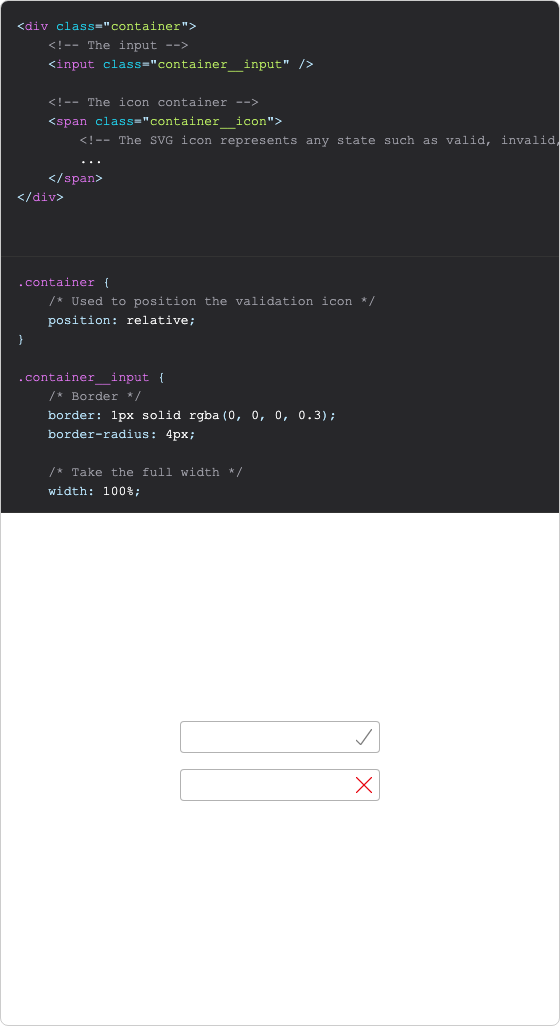 <div class="container">
    <!-- The input -->
    <input class="container__input" />

    <!-- The icon container -->
    <span class="container__icon">
        <!-- The SVG icon represents any state such as valid, invalid,
        ...
    </span>
</div>

.container {
    /* Used to position the validation icon */
    position: relative;
}

.container__input {
    /* Border */
    border: 1px solid rgba(0, 0, 0, 0.3);
    border-radius: 4px;

    /* Take the full width */
    width: 100%;